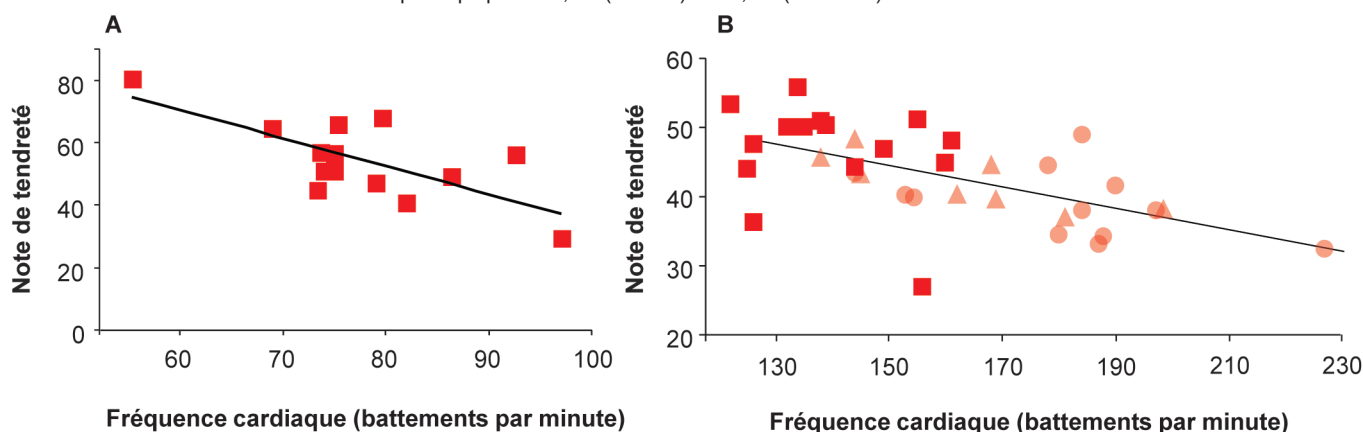 A
80
60
40
20
0
60 70 80 90 100
Note de tendreté
Fréquence cardiaque (battements par minute)
B
60
50
40
30
20
130 150 170 190 210 230
Note de tendreté
Fréquence cardiaque (battements par minute)